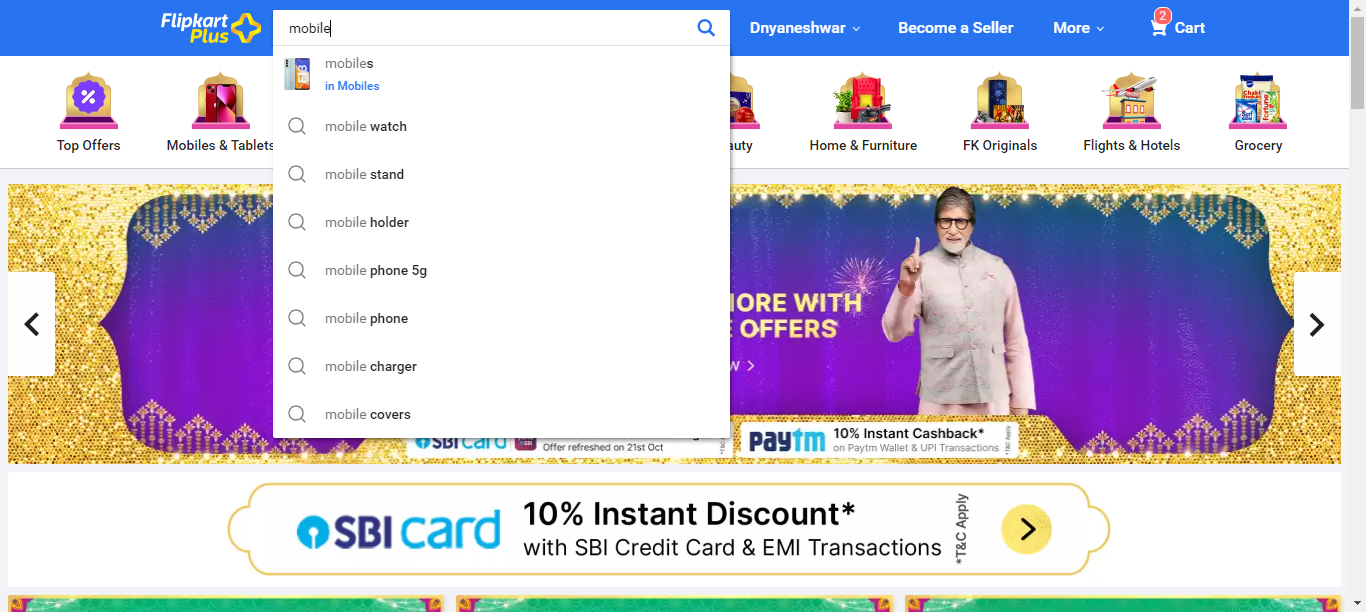 Flipkart
Plus
mobile
Dnyaneshwar
Become a Seller
More
2
Cart
mobiles
in Mobiles
mobile watch
mobile stand
mobile holder
mobile phone 5g
mobile phone
mobile charger
mobile covers
Top Offers
Mobiles & Tablets
Home & Furniture
FK Originals
Flights & Hotels
Grocery
MORE WITH
OFFERS
SBI card
Offer refreshed on 21st Oct
paytm
10% Instant Cashback*
on Paytm Wallet & UPI Transactions
*T&C Apply
SBI card
10% Instant Discount*
with SBI Credit Card & EMI Transactions
*T&C Apply